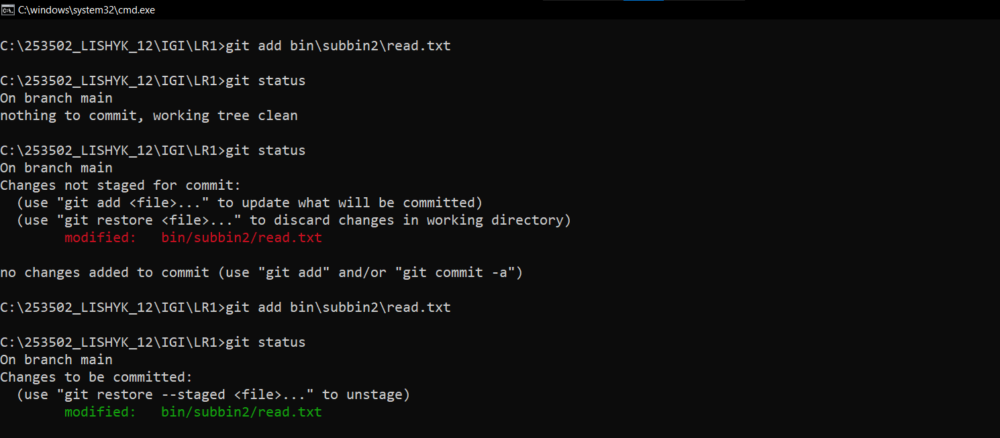 C:\windows\system32\cmd.exe
C:\253502_LISHYK_12\IGI\LR1>git add bin\subbin2\read.txt
C:\253502_LISHYK_12\IGI\LR1>git status
On branch main
nothing to commit, working tree clean
C:\253502_LISHYK_12\IGI\LR1>git status
On branch main
Changes not staged for commit:
  (use "git add <file>..." to update what will be committed)
  (use "git restore <file>..." to discard changes in working directory)
        modified:   bin/subbin2/read.txt
no changes added to commit (use "git add" and/or "git commit -a")
C:\253502_LISHYK_12\IGI\LR1>git add bin\subbin2\read.txt
C:\253502_LISHYK_12\IGI\LR1>git status
On branch main
Changes to be committed:
  (use "git restore --staged <file>..." to unstage)
        modified:   bin/subbin2/read.txt